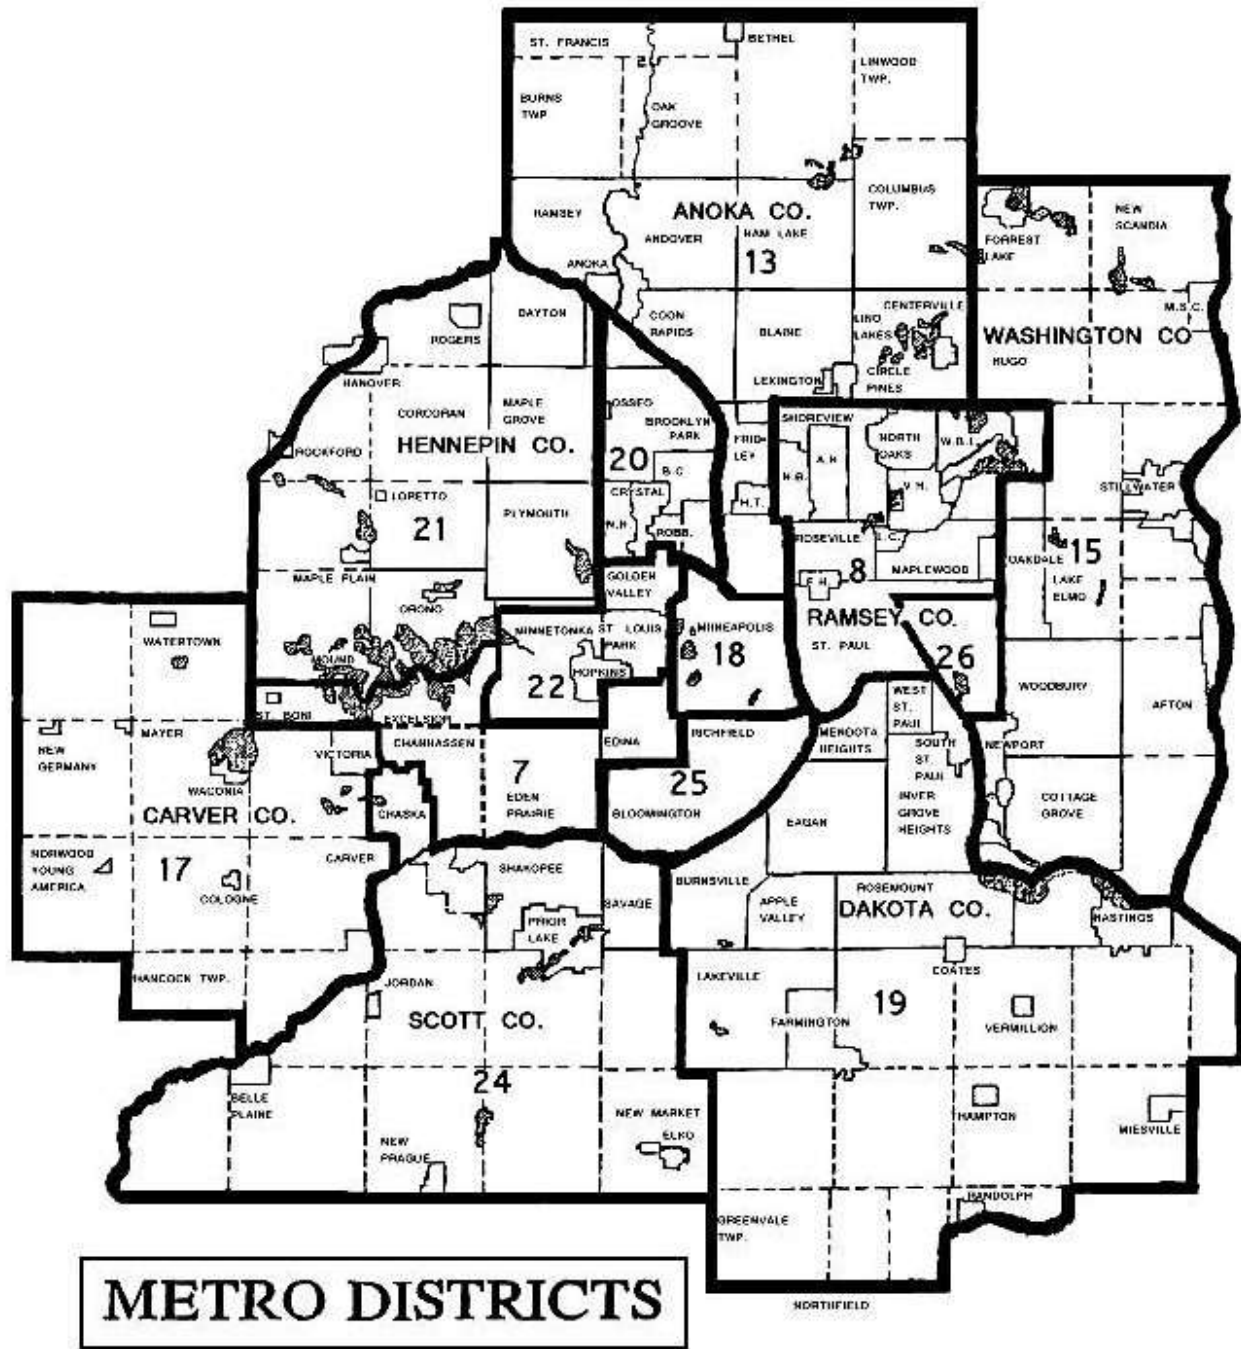 ST. FRANCIS
BETHEL
LINWOOD
TWP.
BURNS
TWP
OAK
GROOVE
COLUMBUS
TWP.
RAMSEY
ANOKA CO.
ANDOVER
HAM LAKE
13
NEW
SCANDIA
FORREST
LAKE
ANOKA
DAYTON
ROGERS
COON
RAPIDS
BLAINE
LINO
LAKES
CENTERVILLE
M.S.C.
WASHINGTON CO
HUGO
HANOVER
LEXINGTON
CIRCLE
PINES
CORCORAN
MAPLE
GROVE
OSSEO
BROOKLYN
PARK
FRID-
LEY
SHOREVIEW
NORTH
OAKS
W.B.L.
HENNEPIN CO.
ROCKFORD
20
B.C.
N.B.
A.H.
V.H.
LORETTO
CRYSTAL
H.T.
STILLWATER
21
PLYMOUTH
N.H.
ROBB.
ROSEVILLE
L.C.
8
MAPLEWOOD
OAKDALE
15
LAKE
ELMO
MAPLE PLAIN
ORONO
GOLDEN
VALLEY
F.H.
WATERTOWN
MINNETONKA
ST. LOUIS
PARK
MIINEAPOLIS
18
RAMSEY CO.
ST. PAUL
26
MOUND
HOPKINS
22
WOODBURY
ST. BONI
EXCELSIOR
WEST
ST.
PAUL
AFTON
NEW
GERMANY
MAYER
VICTORIA
CHANHASSEN
EDINA
RICHFIELD
MENDOTA
HEIGHTS
SOUTH
ST.
PAUL
NEWPORT
WACONIA
7
EDEN
PRAIRIE
25
BLOOMINGTON
CARVER CO.
CHASKA
EAGAN
INVER
GROVE
HEIGHTS
COTTAGE
GROVE
NORWOOD
YOUNG
AMERICA
17
COLOGNE
CARVER
SHAKOPEE
SAVAGE
BURNSVILLE
APPLE
VALLEY
ROSEMOUNT
DAKOTA CO.
HASTINGS
PRIOR
LAKE
HANCOCK TWP.
JORDAN
LAKEVILLE
COATES
SCOTT CO.
FARMINGTON
19
VERMILLION
24
BELLE
PLAINE
NEW MARKET
ELKO
HAMPTON
MIESVILLE
NEW
PRAGUE
RANDOLPH
GREENVALE
TWP.
METRO DISTRICTS
NORTHFIELD